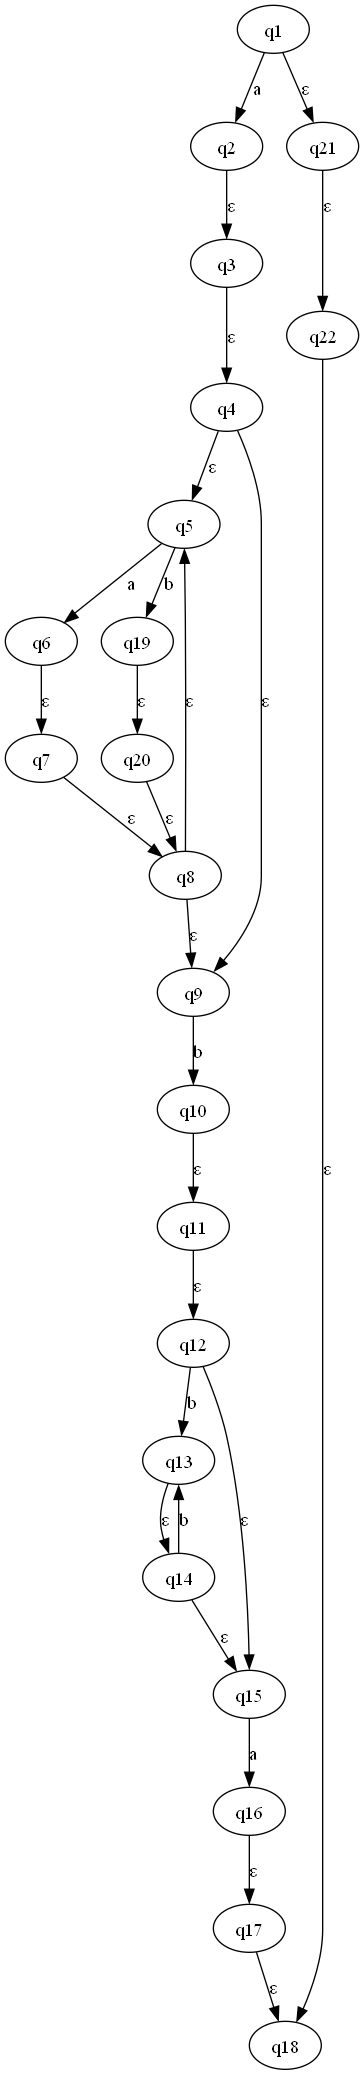 q1
a ε
q2 q21
ε ε
q3
ε q22
q4
ε
q5
a b
q6 q19
ε ε ε ε
q7 q20
ε ε
q8
ε
q9
b
q10
ε ε
q11
ε
q12
b
q13
ε b ε
q14
ε
q15
a
q16
ε
q17
ε
q18